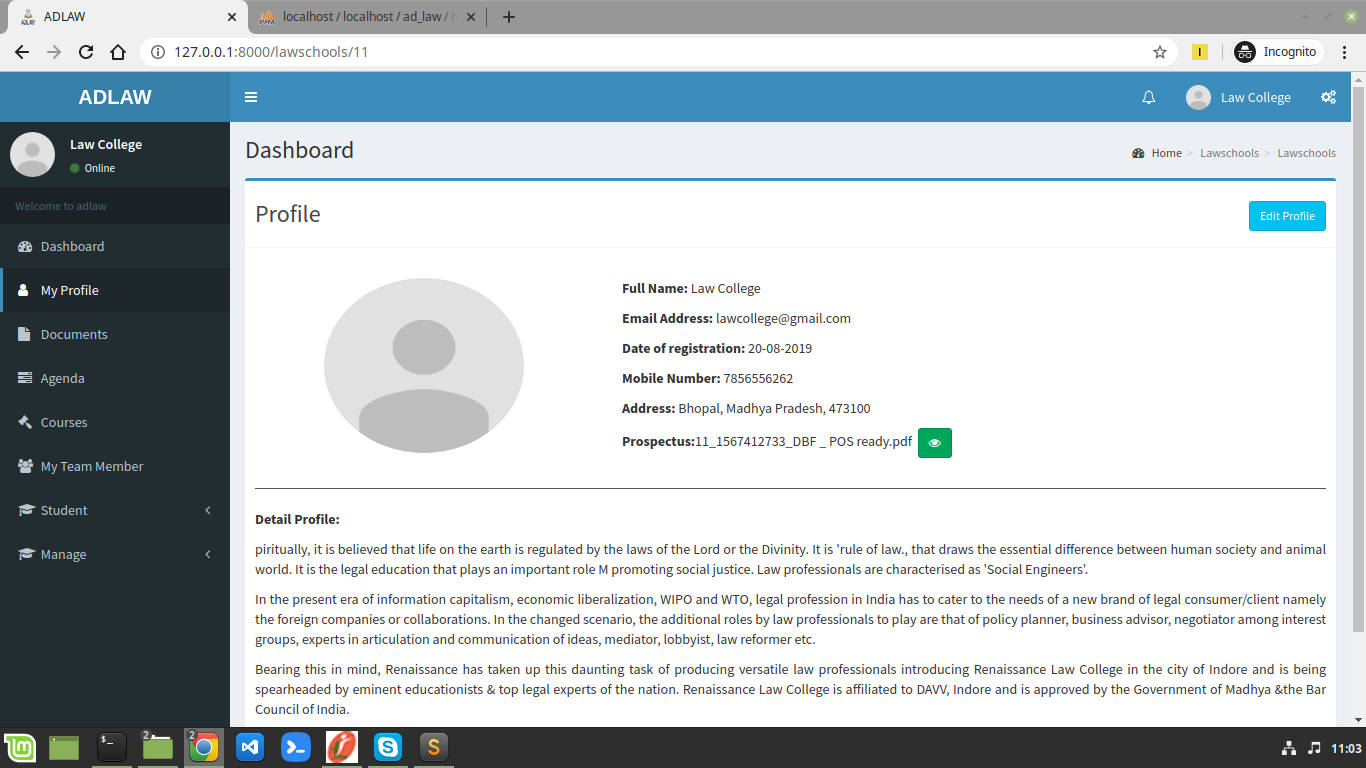 ADLAW
localhost / localhost / ad_law /
127.0.0.1:8000/lawschools/11
I
Incognito
ADLAW
Law College
Law College
Online
Dashboard
Home > Lawschools > Lawschools
Welcome to adlaw
Dashboard
My Profile
Documents
Agenda
Courses
My Team Member
Student
Manage
Profile
Edit Profile
Full Name: Law College
Email Address: lawcollege@gmail.com
Date of registration: 20-08-2019
Mobile Number: 7856556262
Address: Bhopal, Madhya Pradesh, 473100
Prospectus:11_1567412733_DBF _ POS ready.pdf
Detail Profile:
piritually, it is believed that life on the earth is regulated by the laws of the Lord or the Divinity. It is 'rule of law., that draws the essential difference between human society and animal
world. It is the legal education that plays an important role M promoting social justice. Law professionals are characterised as 'Social Engineers'.
In the present era of information capitalism, economic liberalization, WIPO and WTO, legal profession in India has to cater to the needs of a new brand of legal consumer/client namely
the foreign companies or collaborations. In the changed scenario, the additional roles by law professionals to play are that of policy planner, business advisor, negotiator among interest
groups, experts in articulation and communication of ideas, mediator, lobbyist, law reformer etc.
Bearing this in mind, Renaissance has taken up this daunting task of producing versatile law professionals introducing Renaissance Law College in the city of Indore and is being
spearheaded by eminent educationists & top legal experts of the nation. Renaissance Law College is affiliated to DAVV, Indore and is approved by the Government of Madhya &the Bar
Council of India.
2
2
11:03